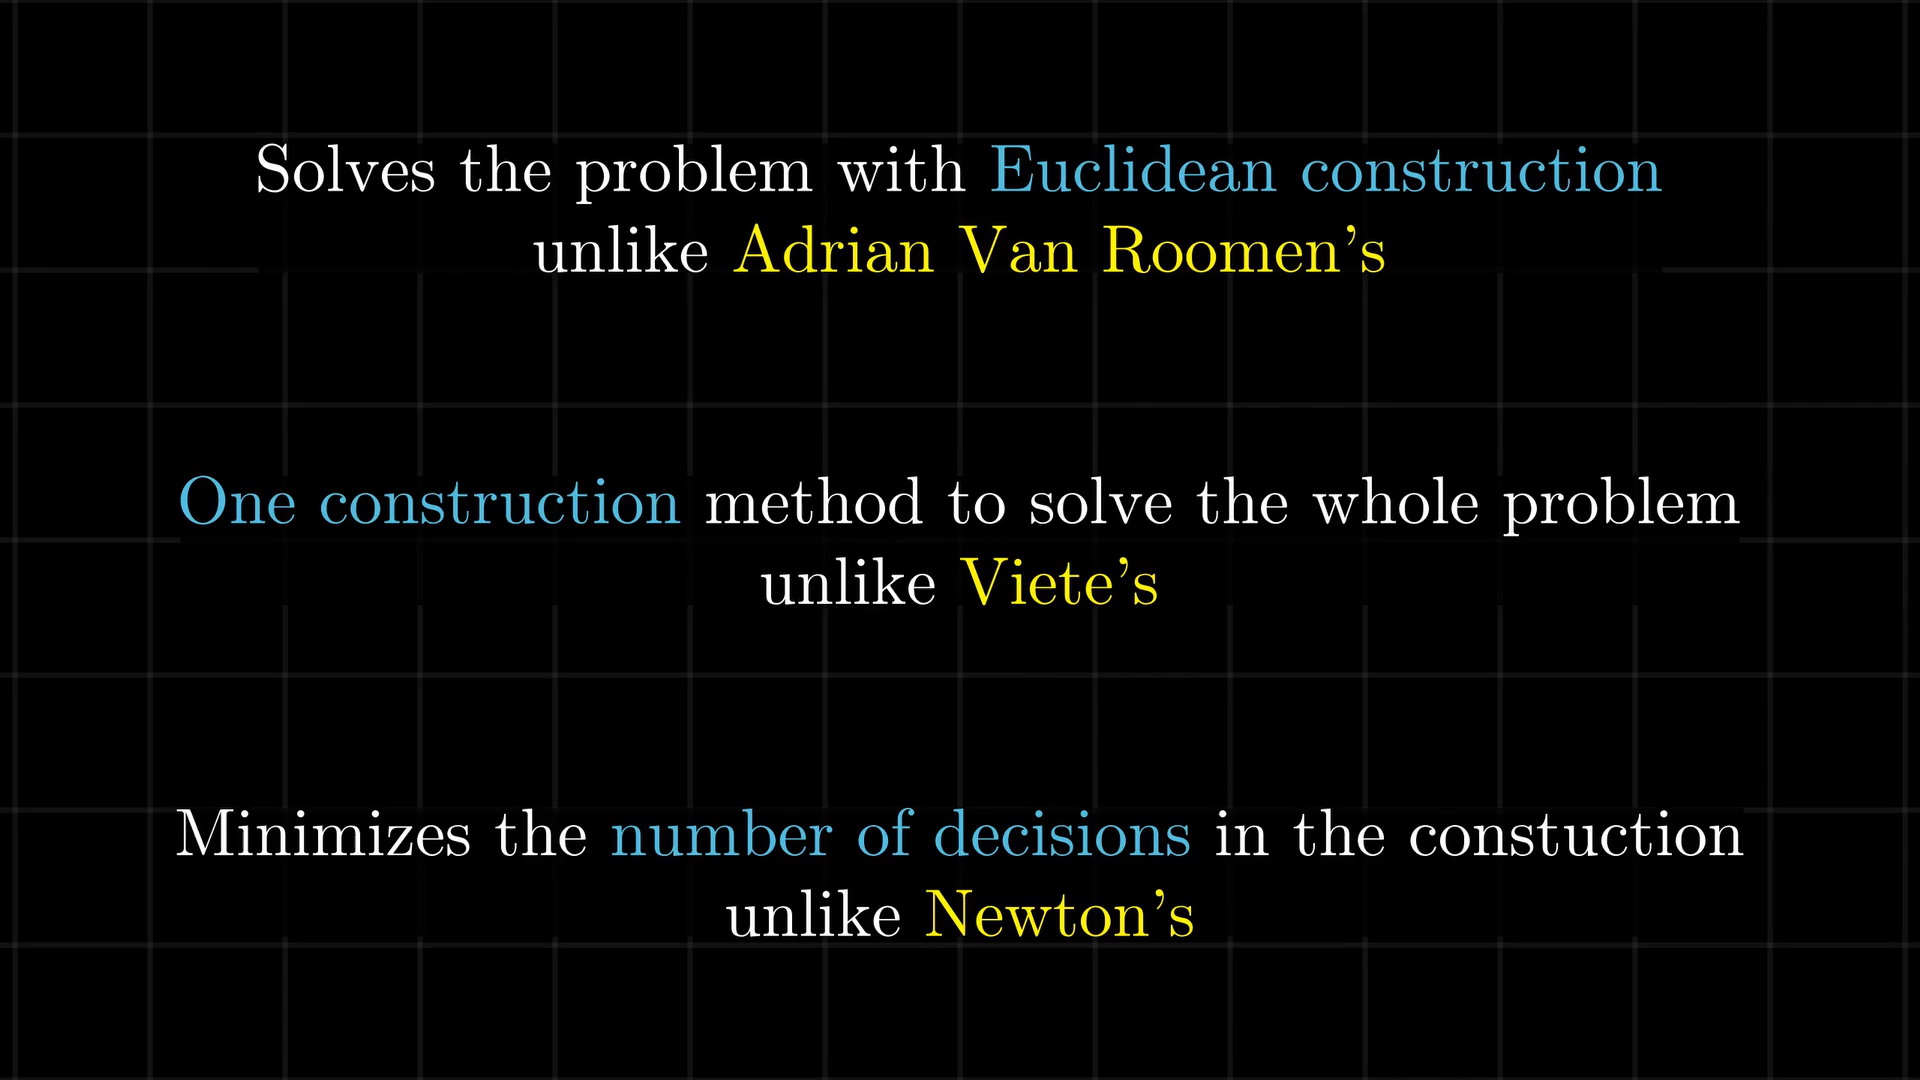 Solves the problem with Euclidean construction
unlike Adrian Van Roomen's
One construction method to solve the whole problem
unlike Viete's
Minimizes the number of decisions in the constuction
unlike Newton's